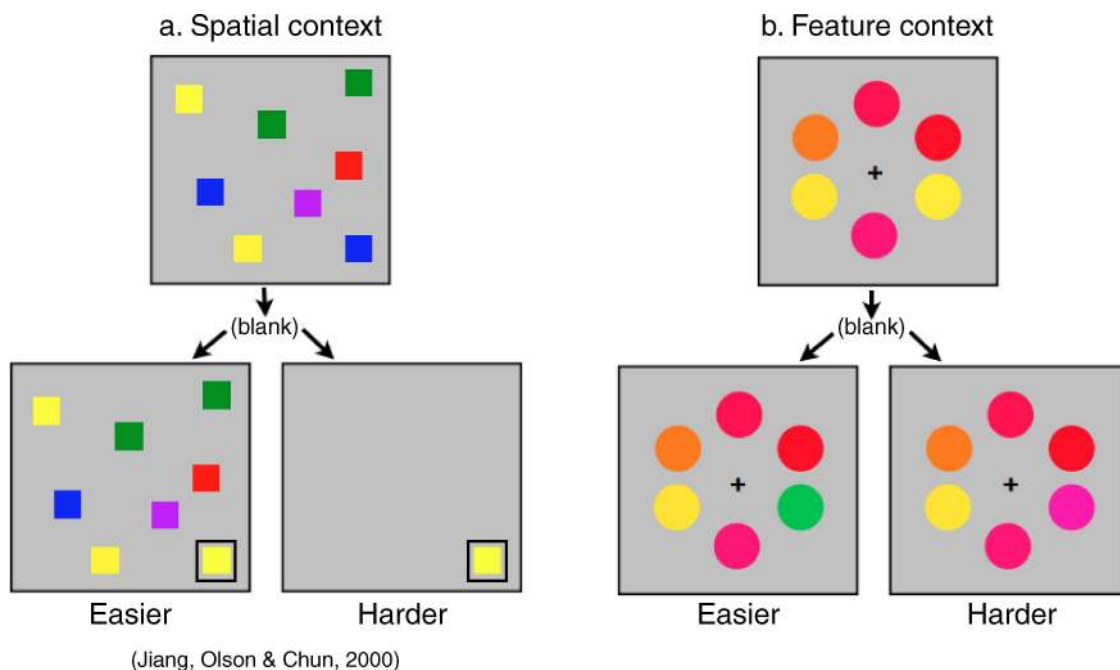 a. Spatial context
b. Feature context
(blank)
(blank)
Easier
Harder
Easier
Harder
(Jiang, Olson & Chun, 2000)